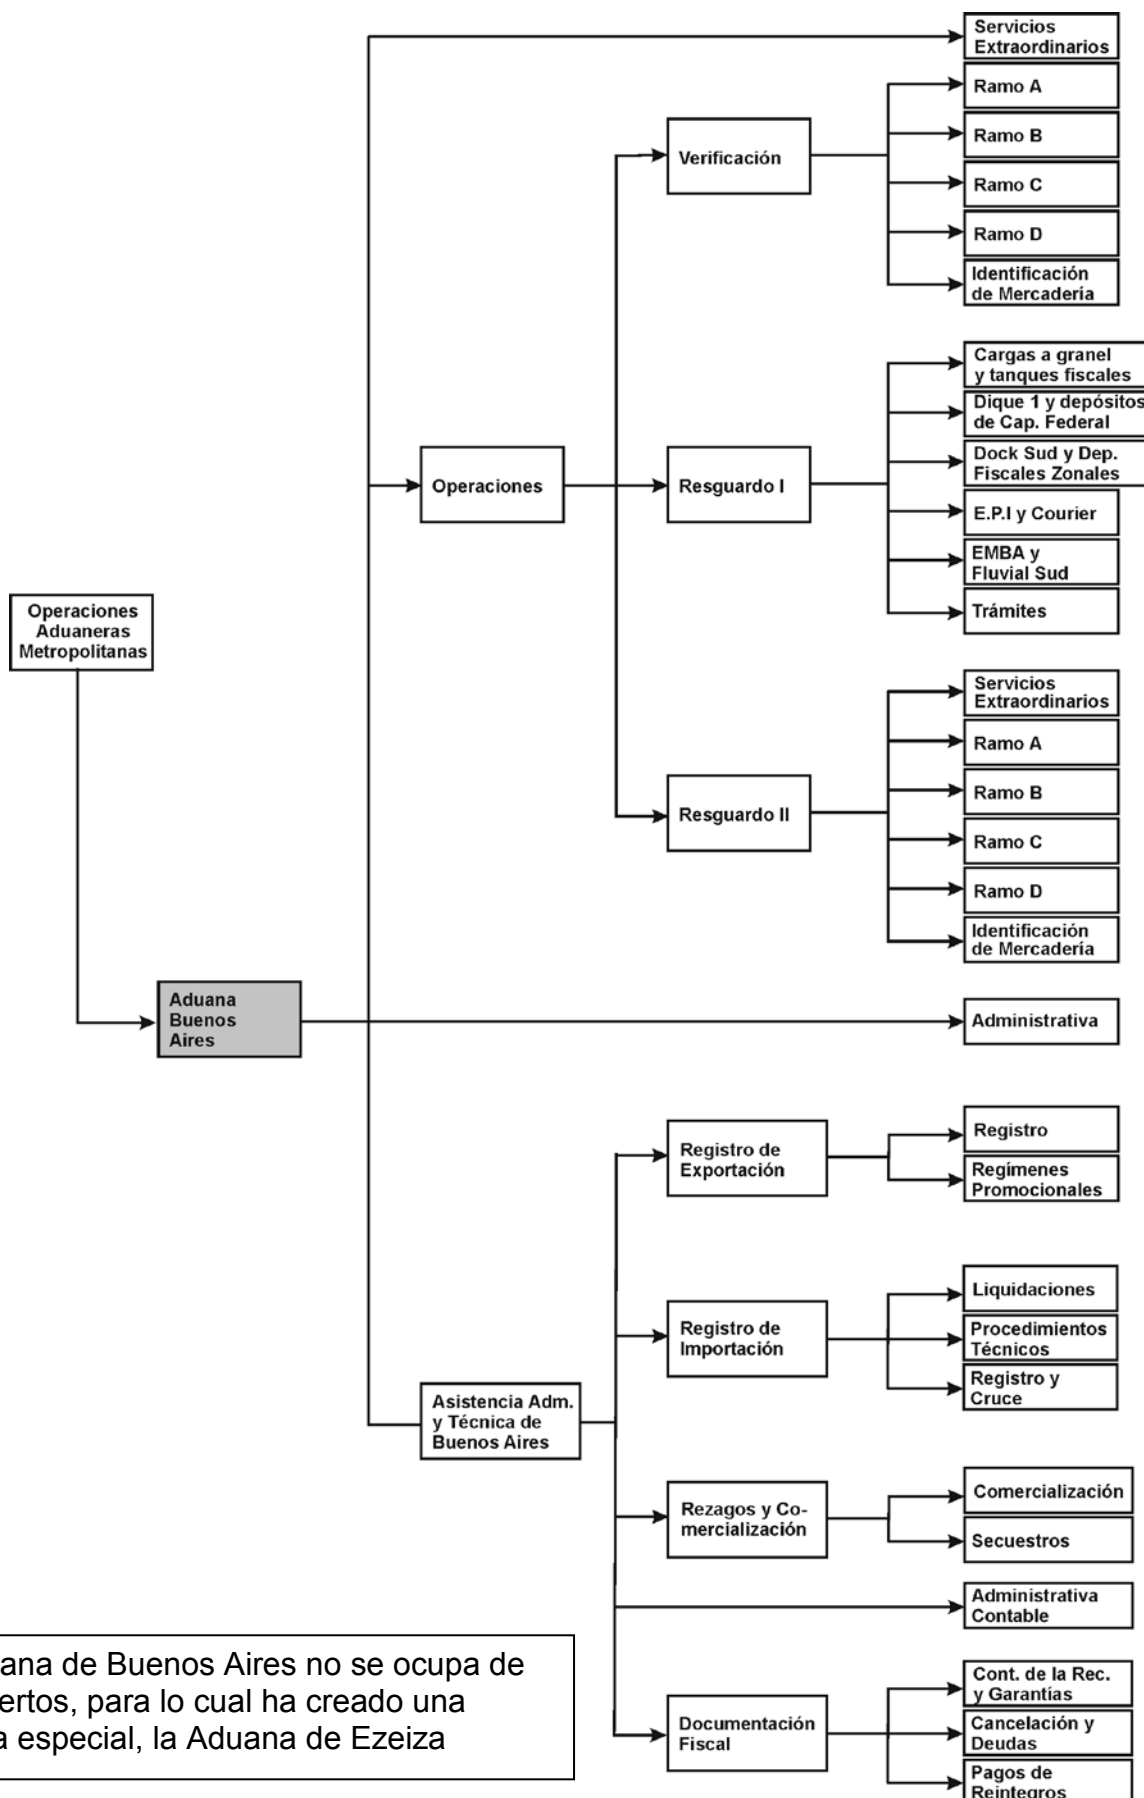 Servicios
Extraordinarios
Ramo A
Verificación
Ramo B
Ramo C
Ramo D
Identificación
de Mercadería
Cargas a granel
y tanques fiscales
Dique 1 y depósitos
de Cap. Federal
Operaciones
Resguardo I
Dock Sud y Dep.
Fiscales Zonales
E.P.I y Courier
EMBA y
Fluvial Sud
Trámites
Operaciones
Aduaneras
Metropolitanas
Servicios
Extraordinarios
Ramo A
Resguardo II
Ramo B
Ramo C
Ramo D
Identificación
de Mercadería
Aduana
Buenos
Aires
Administrativa
Registro de
Exportación
Registro
Regímenes
Promocionales
Registro de
Importación
Liquidaciones
Procedimientos
Técnicos
Registro y
Cruce
Asistencia Adm.
y Técnica de
Buenos Aires
Rezagos y Co-
mercialización
Comercialización
Secuestros
Administrativa
Contable
Documentación
Fiscal
Cont. de la Rec.
y Garantías
Cancelación y
Deudas
Pagos de
Reintegros
ana de Buenos Aires no se ocupa de
ertos, para lo cual ha creado una
a especial, la Aduana de Ezeiza